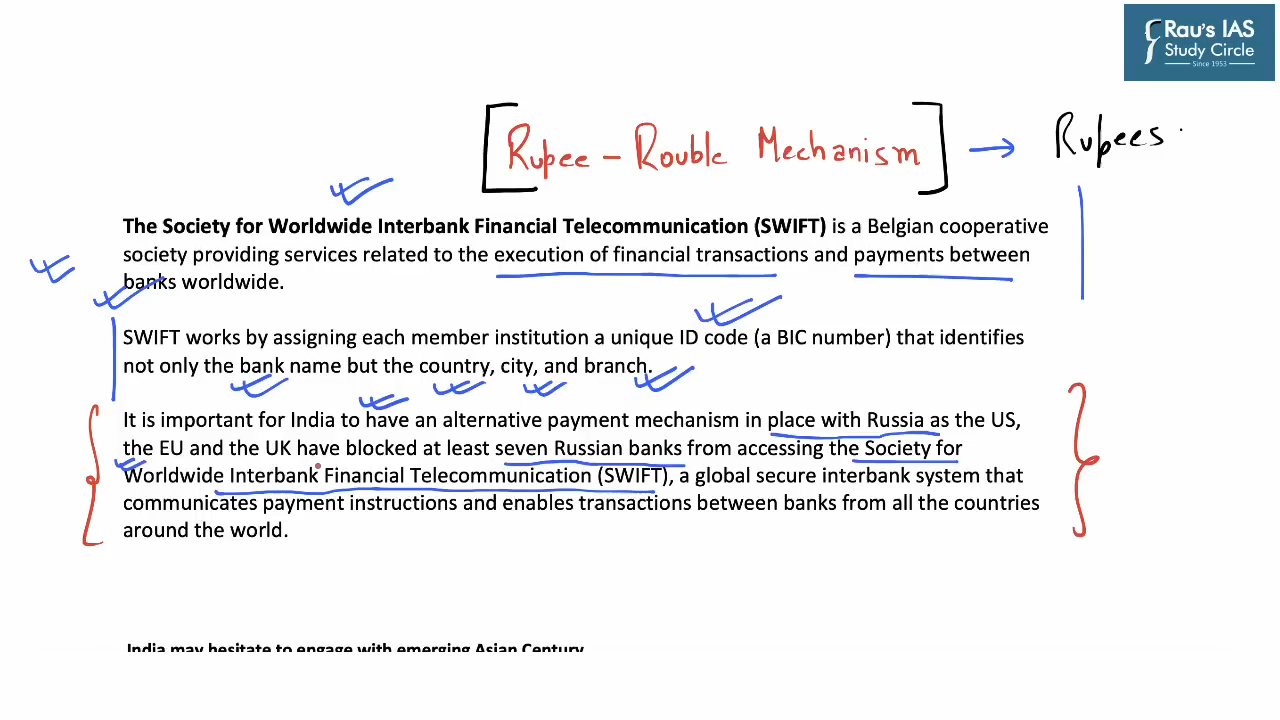 Rau's IAS
Study Circle
Since 1953
Rupee - Rouble Mechanism → Rupees
The Society for Worldwide Interbank Financial Telecommunication (SWIFT) is a Belgian cooperative
society providing services related to the execution of financial transactions and payments between
banks worldwide.
SWIFT works by assigning each member institution a unique ID code (a BIC number) that identifies
not only the bank name but the country, city, and branch.
It is important for India to have an alternative payment mechanism in place with Russia as the US,
the EU and the UK have blocked at least seven Russian banks from accessing the Society for
Worldwide Interbank Financial Telecommunication (SWIFT), a global secure interbank system that
communicates payment instructions and enables transactions between banks from all the countries
around the world.
India may hesitate to engage with emerging Asian Century